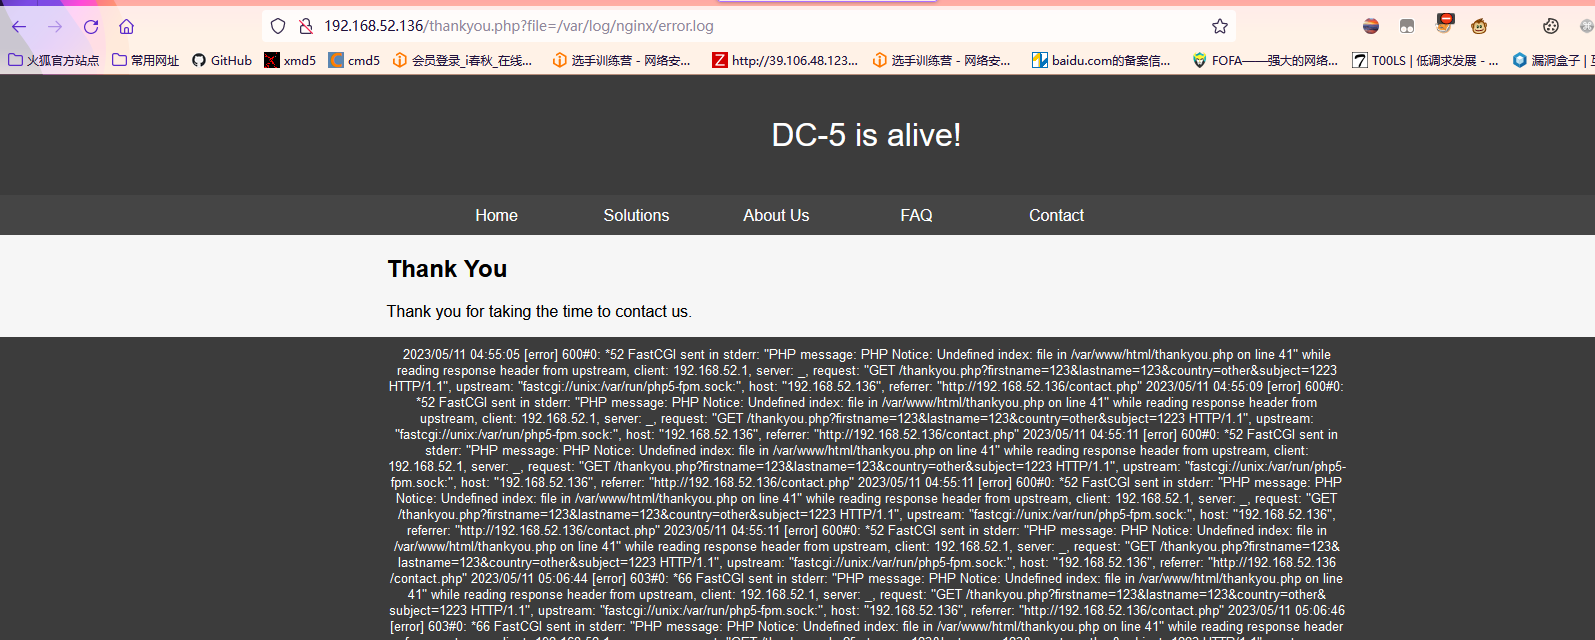 192.168.52.136/thankyou.php?file=/var/log/nginx/error.log
火狐官方站点 常用网址 GitHub xmd5 cmd5 会员登录_i春秋_在线... 选手训练营 - 网络安... http://39.106.48.123... 选手训练营 - 网络安... baidu.com的备案信... FOFA——强大的网络... T00LS | 低调求发展 - ... 漏洞盒子 |
DC-5 is alive!
Home Solutions About Us FAQ Contact
Thank You
Thank you for taking the time to contact us.
2023/05/11 04:55:05 [error] 600#0: *52 FastCGI sent in stderr: "PHP message: PHP Notice: Undefined index: file in /var/www/html/thankyou.php on line 41" while
reading response header from upstream, client: 192.168.52.1, server: _, request: "GET /thankyou.php?firstname=123&lastname=123&country=other&subject=1223
HTTP/1.1", upstream: "fastcgi://unix:/var/run/php5-fpm.sock:", host: "192.168.52.136", referrer: "http://192.168.52.136/contact.php" 2023/05/11 04:55:09 [error] 600#0:
*52 FastCGI sent in stderr: "PHP message: PHP Notice: Undefined index: file in /var/www/html/thankyou.php on line 41" while reading response header from
upstream, client: 192.168.52.1, server: _, request: "GET /thankyou.php?firstname=123&lastname=123&country=other&subject=1223 HTTP/1.1", upstream:
"fastcgi://unix:/var/run/php5-fpm.sock:", host: "192.168.52.136", referrer: "http://192.168.52.136/contact.php" 2023/05/11 04:55:11 [error] 600#0: *52 FastCGI sent in
stderr: "PHP message: PHP Notice: Undefined index: file in /var/www/html/thankyou.php on line 41" while reading response header from upstream, client:
192.168.52.1, server: _, request: "GET /thankyou.php?firstname=123&lastname=123&country=other&subject=1223 HTTP/1.1", upstream: "fastcgi://unix:/var/run/php5-
fpm.sock:", host: "192.168.52.136", referrer: "http://192.168.52.136/contact.php" 2023/05/11 04:55:11 [error] 600#0: *52 FastCGI sent in stderr: "PHP message: PHP
Notice: Undefined index: file in /var/www/html/thankyou.php on line 41" while reading response header from upstream, client: 192.168.52.1, server: _, request: "GET
/thankyou.php?firstname=123&lastname=123&country=other&subject=1223 HTTP/1.1", upstream: "fastcgi://unix:/var/run/php5-fpm.sock:", host: "192.168.52.136",
referrer: "http://192.168.52.136/contact.php" 2023/05/11 04:55:11 [error] 600#0: *52 FastCGI sent in stderr: "PHP message: PHP Notice: Undefined index: file in
/var/www/html/thankyou.php on line 41" while reading response header from upstream, client: 192.168.52.1, server: _, request: "GET /thankyou.php?firstname=123&
lastname=123&country=other&subject=1223 HTTP/1.1", upstream: "fastcgi://unix:/var/run/php5-fpm.sock:", host: "192.168.52.136", referrer: "http://192.168.52.136
/contact.php" 2023/05/11 05:06:44 [error] 603#0: *66 FastCGI sent in stderr: "PHP message: PHP Notice: Undefined index: file in /var/www/html/thankyou.php on line
41" while reading response header from upstream, client: 192.168.52.1, server: _, request: "GET /thankyou.php?firstname=123&lastname=123&country=other&
subject=1223 HTTP/1.1", upstream: "fastcgi://unix:/var/run/php5-fpm.sock:", host: "192.168.52.136", referrer: "http://192.168.52.136/contact.php" 2023/05/11 05:06:46
[error] 603#0: *66 FastCGI sent in stderr: "PHP message: PHP Notice: Undefined index: file in /var/www/html/thankyou.php on line 41" while reading response header